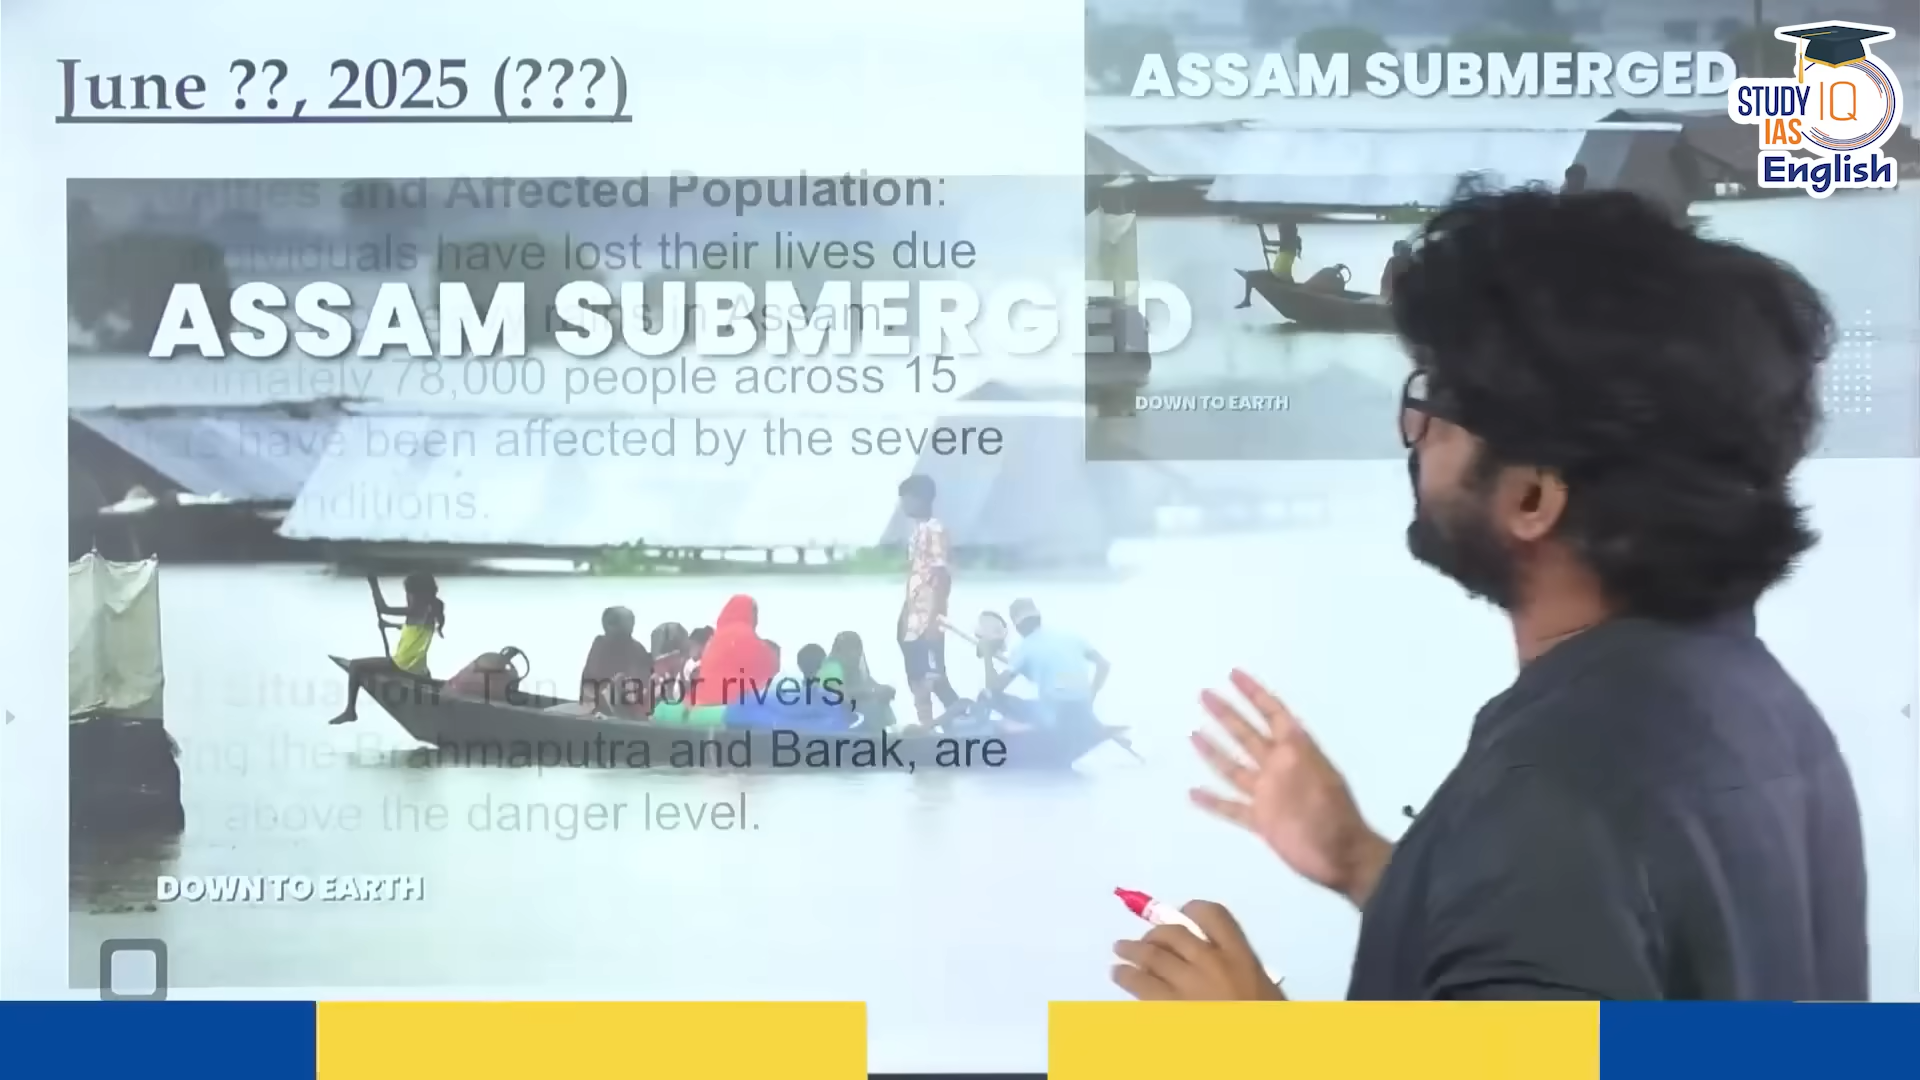 June ??, 2025 (???)
ASSAM SUBMERGED
STUDY IQ
IAS
English
and Affected Population:
have lost their lives due
in Assam.
ASSAM SUBMERGED
78,000 people across 15
have been affected by the severe
DOWN TO EARTH
Ten major rivers,
the Brahmaputra and Barak, are
above the danger level.
DOWN TO EARTH